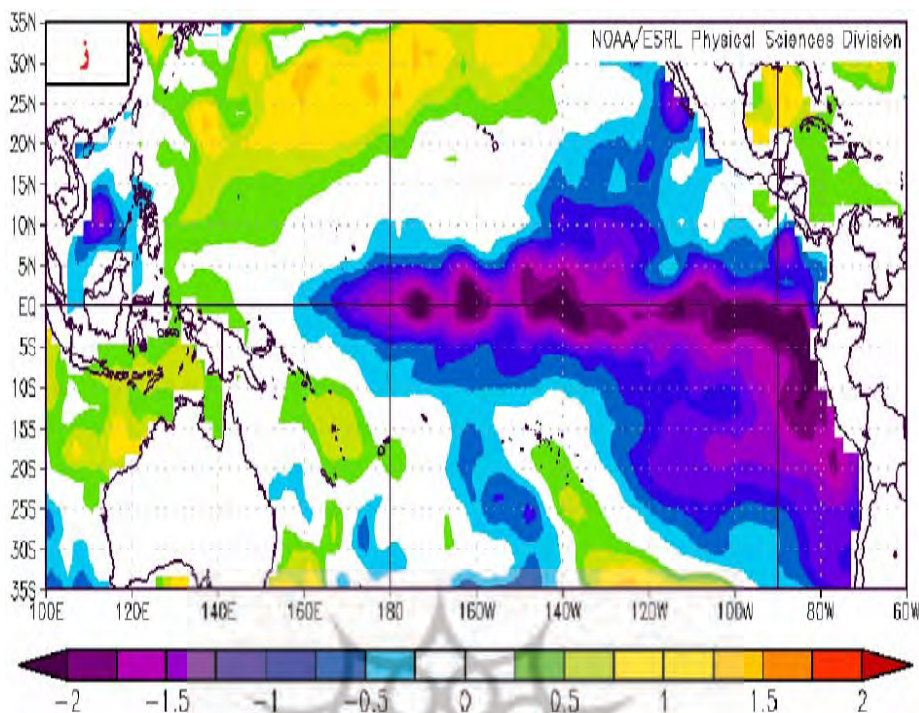 35N
ز
NOAA/ESRL Physical Sciences Division
30N
25N
20N
15N
10N
5N
EQ
5S
10S
15S
20S
25S
30S
35S
100E 120E 140E 160E 180 160W 140W 120W 100W 80W 60W
-2 -1.5 -1 -0.5 0 0.5 1 1.5 2